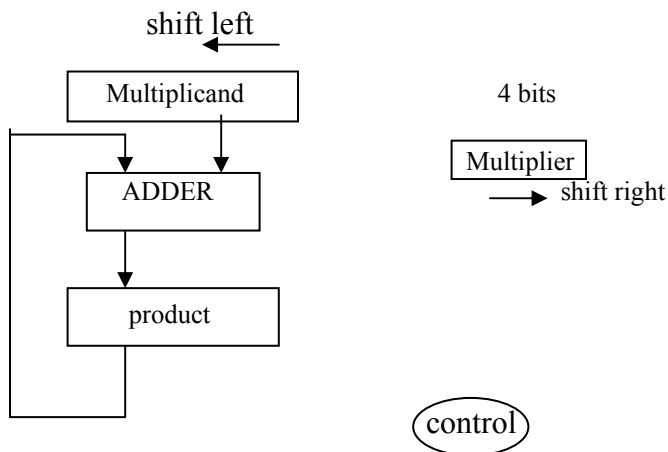 shift left
Multiplicand
4 bits
Multiplier
shift right
ADDER
product
control